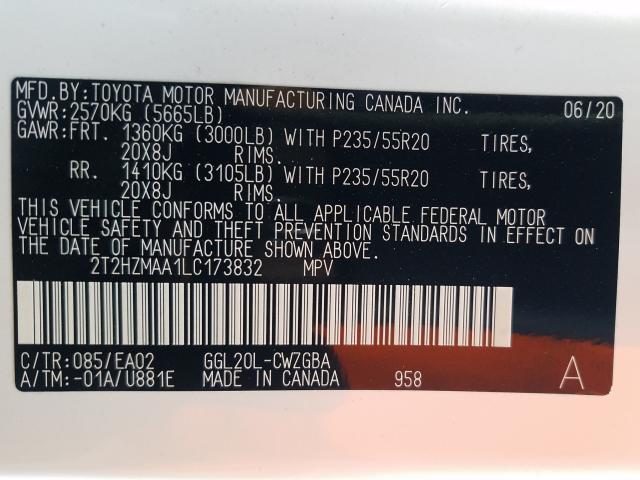 MFD.BY:TOYOTA MOTOR MANUFACTURING CANADA INC. 06/20
GVWR:2570KG (5665LB)
GAWR:FRT. 1360KG (3000LB) WITH P235/55R20 TIRES,
20X8J RIMS.
RR. 1410KG (3105LB) WITH P235/55R20 TIRES,
20X8J RIMS.
THIS VEHICLE CONFORMS TO ALL APPLICABLE FEDERAL MOTOR
VEHICLE SAFETY AND THEFT PREVENTION STANDARDS IN EFFECT ON
THE DATE OF MANUFACTURE SHOWN ABOVE.
2T2HZMAA1LC173832 MPV
C/TR:085/EA02 GGL20L-CWZGBA
A/TM:-01A/U881E MADE IN CANADA 958 A